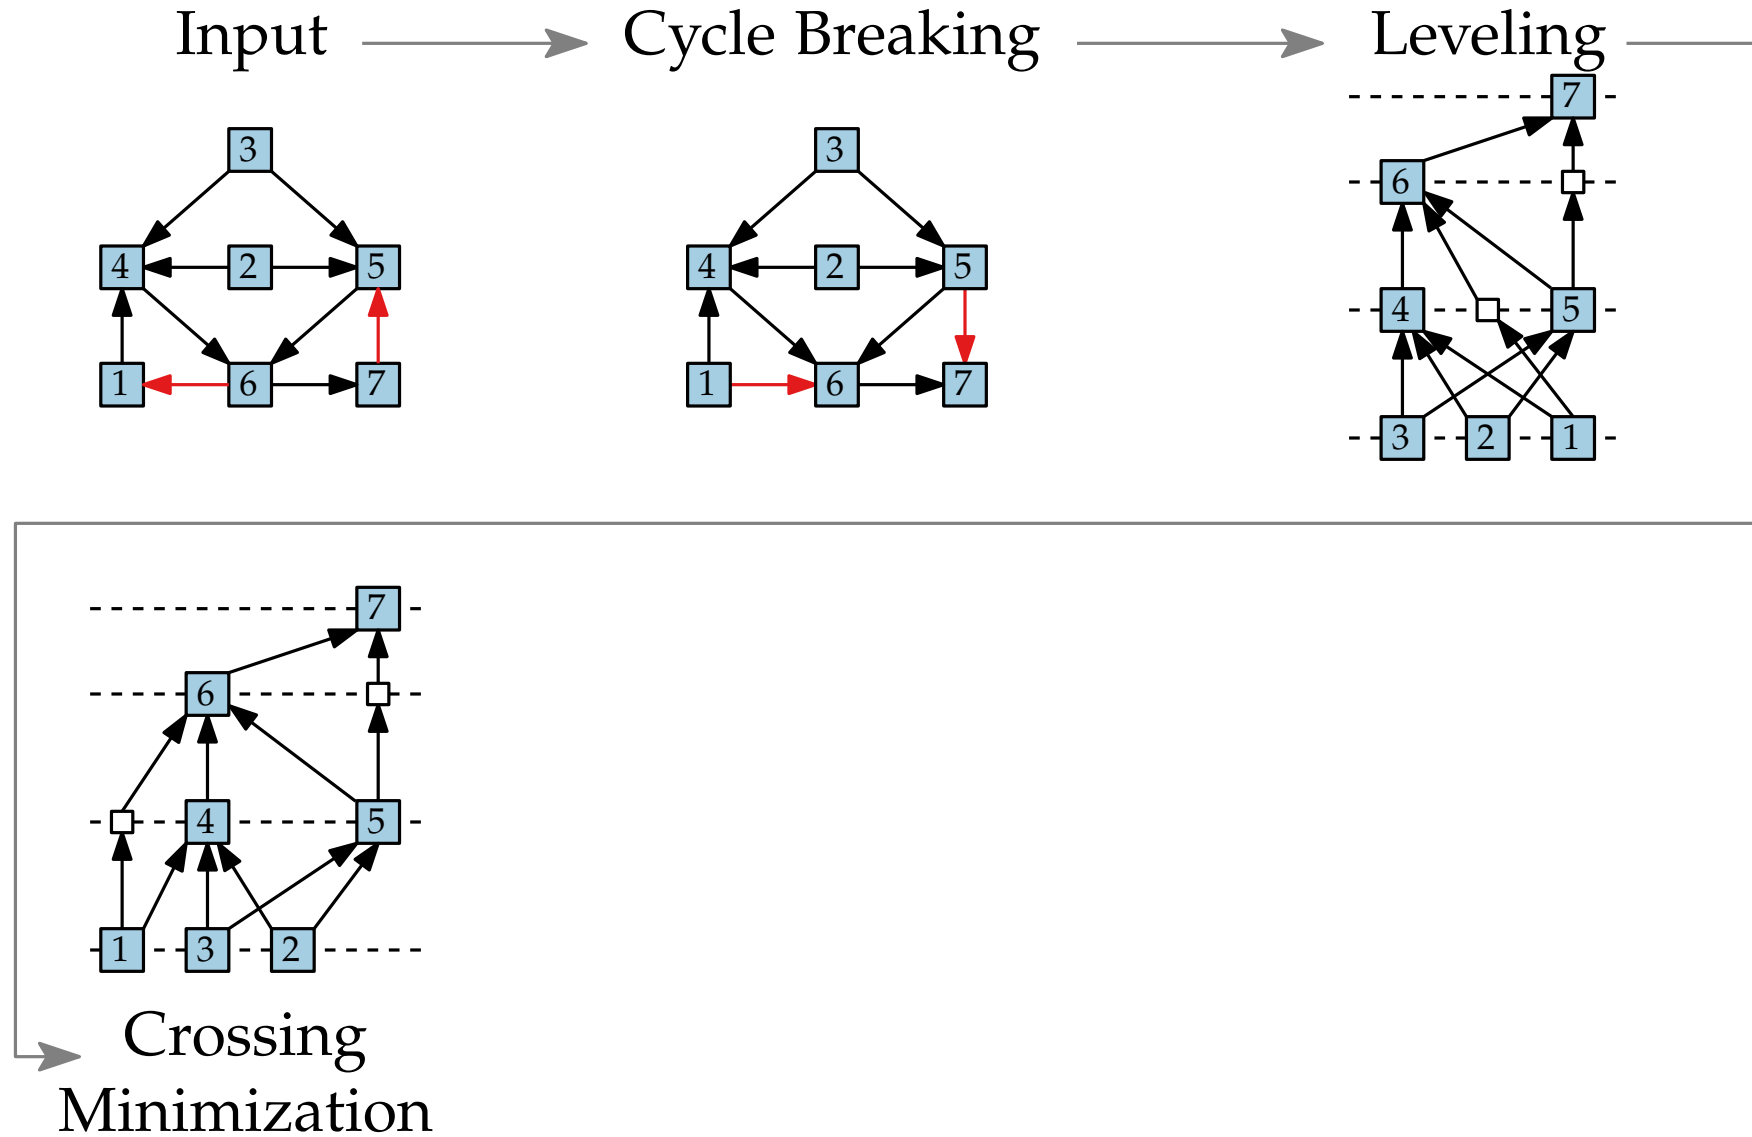 Input Cycle Breaking Leveling
7
3 3
6
4 2 5 4 2 5
4 5
1 6 7 1 6 7
3 2 1
7
6
4 5
1 3 2
Crossing
Minimization